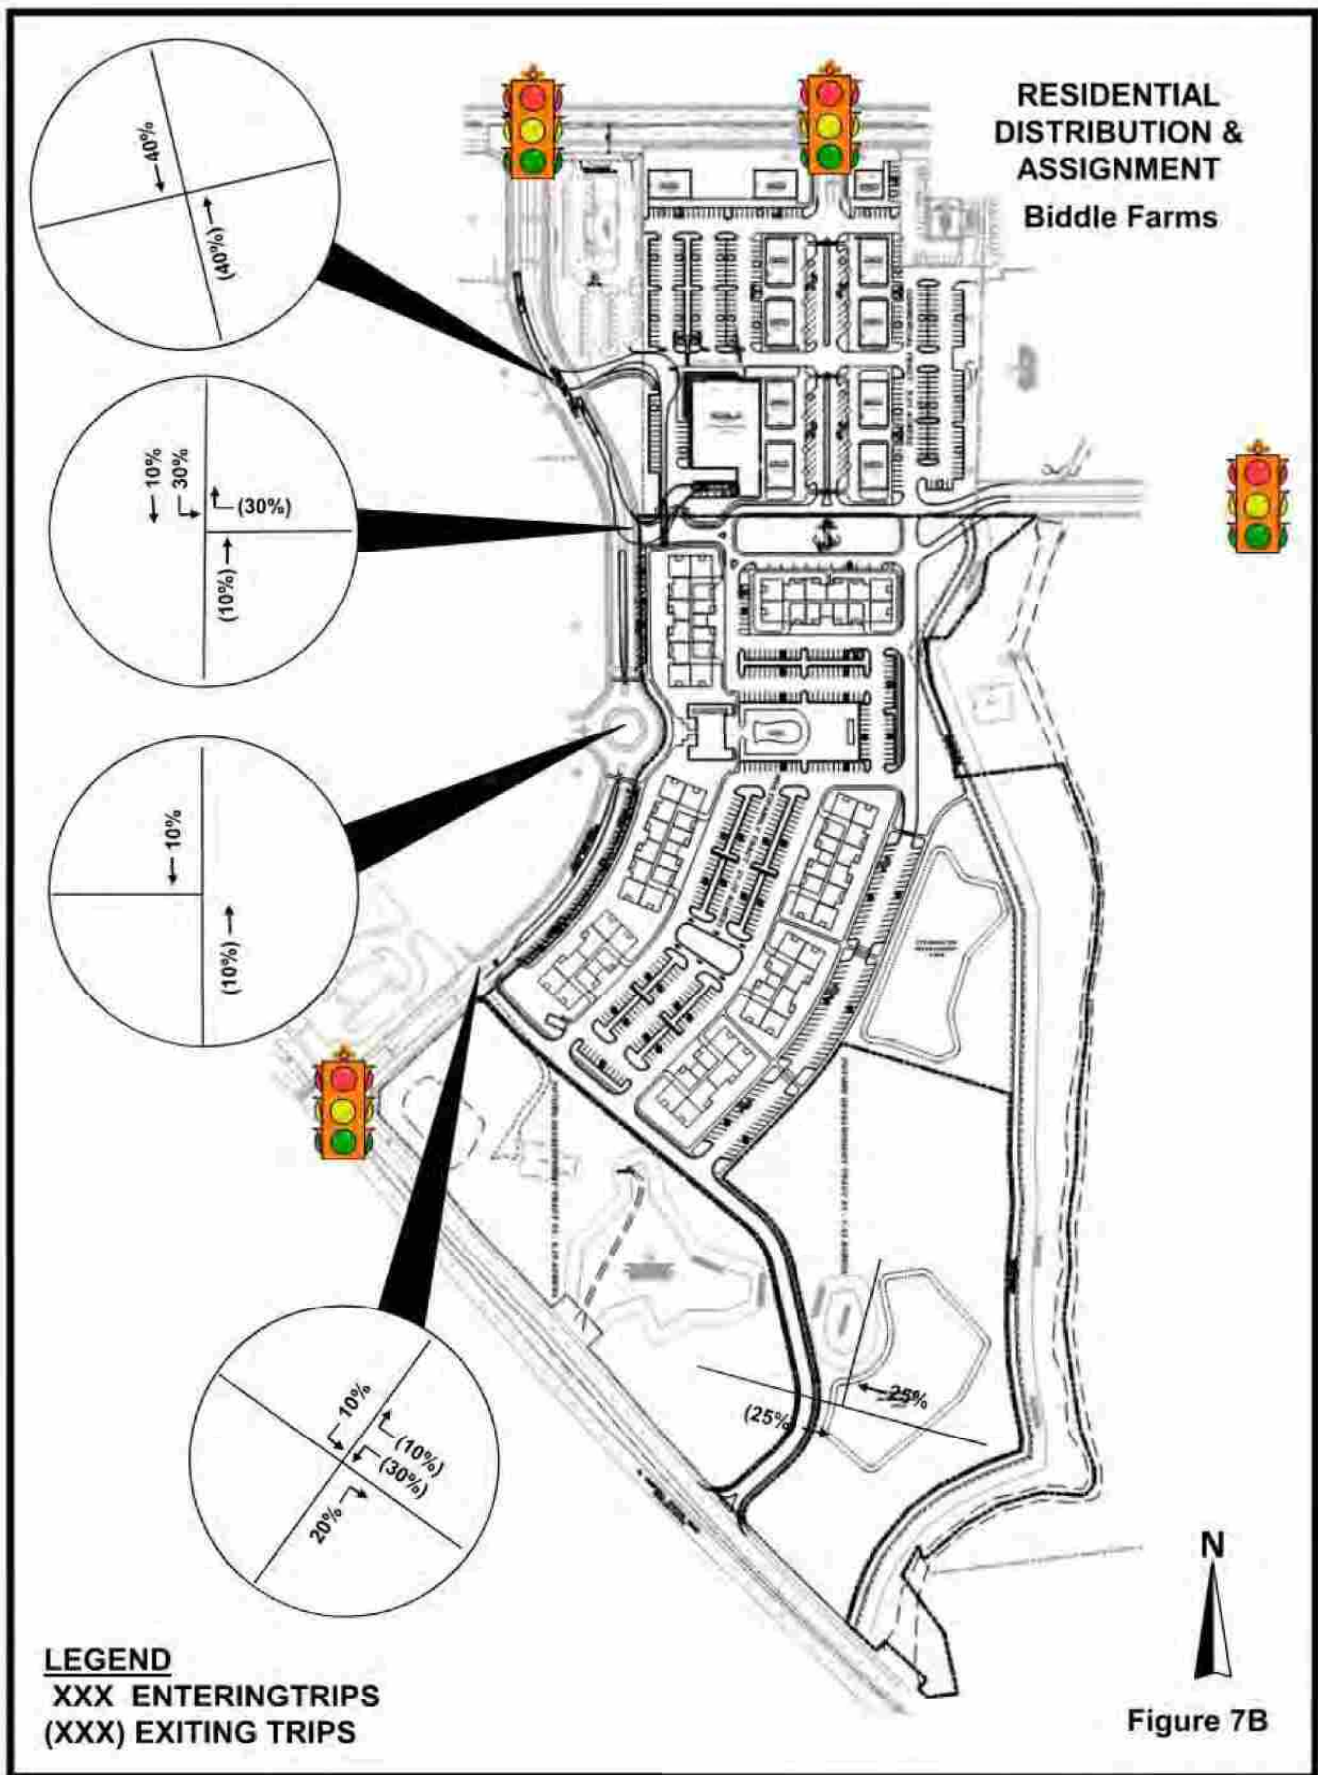 RESIDENTIAL
DISTRIBUTION &
ASSIGNMENT
Biddle Farms
40%
(40%)
10%
30%
(30%)
(10%)
10%
(10%)
10%
(10%)
(30%)
20%
25%
(25%)
N
LEGEND
XXX ENTERINGTRIPS
(XXX) EXITING TRIPS
Figure 7B